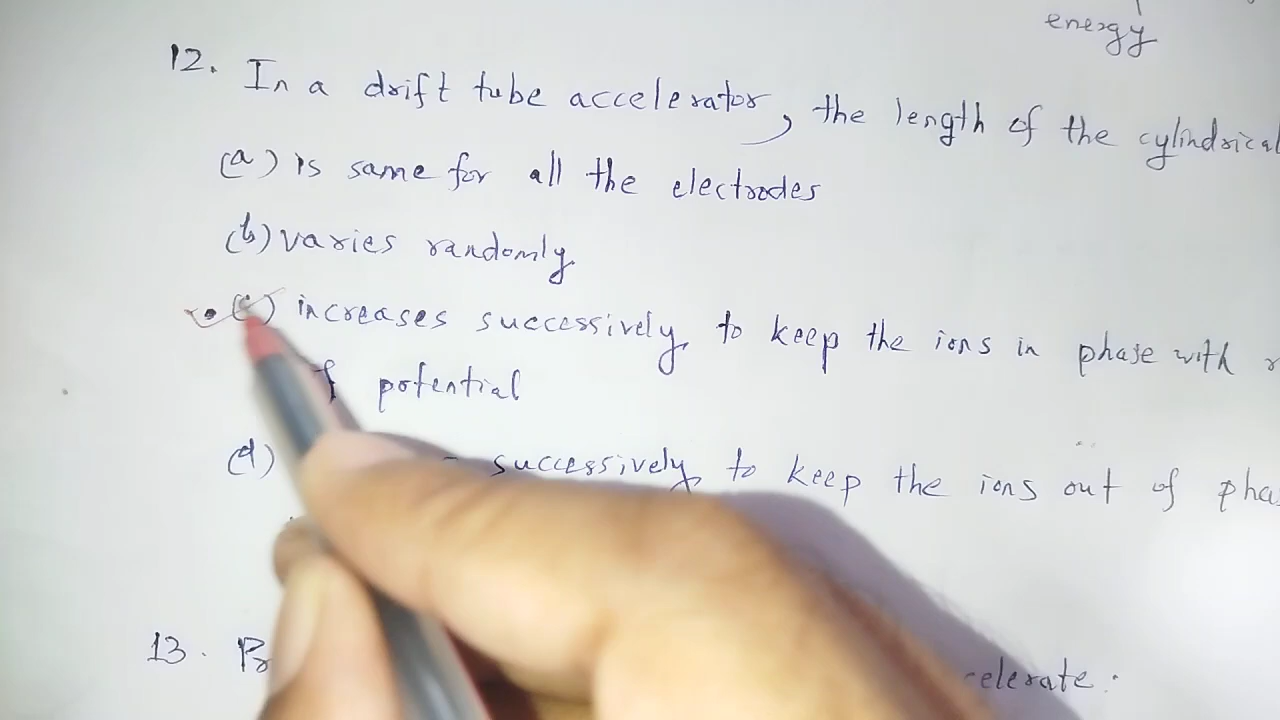 energy
12. In a drift tube accelerator, the length of the cylindrical
(a) is same for all the electrodes
(b) varies randomly
(c) increases successively to keep the ions in phase with
potential
(d) successively to keep the ions out of
13.